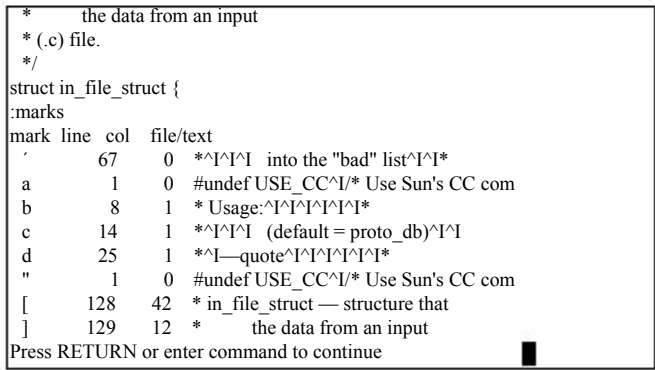 *        the data from an input
* (.c) file.
*/
struct in_file_struct {
:marks
mark  line  col   file/text
´          67       0   *^I^I^I   into the "bad" list^I^I*
a            1       0   #undef USE_CC^I/* Use Sun's CC com
b            8       1   * Usage:^I^I^I^I^I^I*
c          14       1   *^I^I^I   (default = proto_db)^I^I
d          25       1   *^I—quote^I^I^I^I^I^I*
"            1       0   #undef USE_CC^I/* Use Sun's CC com
[         128     42   * in_file_struct — structure that
]         129     12   *        the data from an input
Press RETURN or enter command to continue